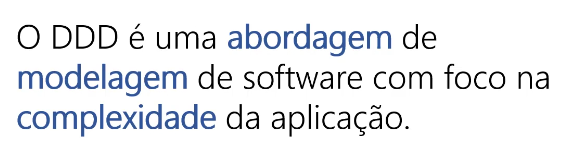 O DDD é uma abordagem de
modelagem de software com foco na
complexidade da aplicação.